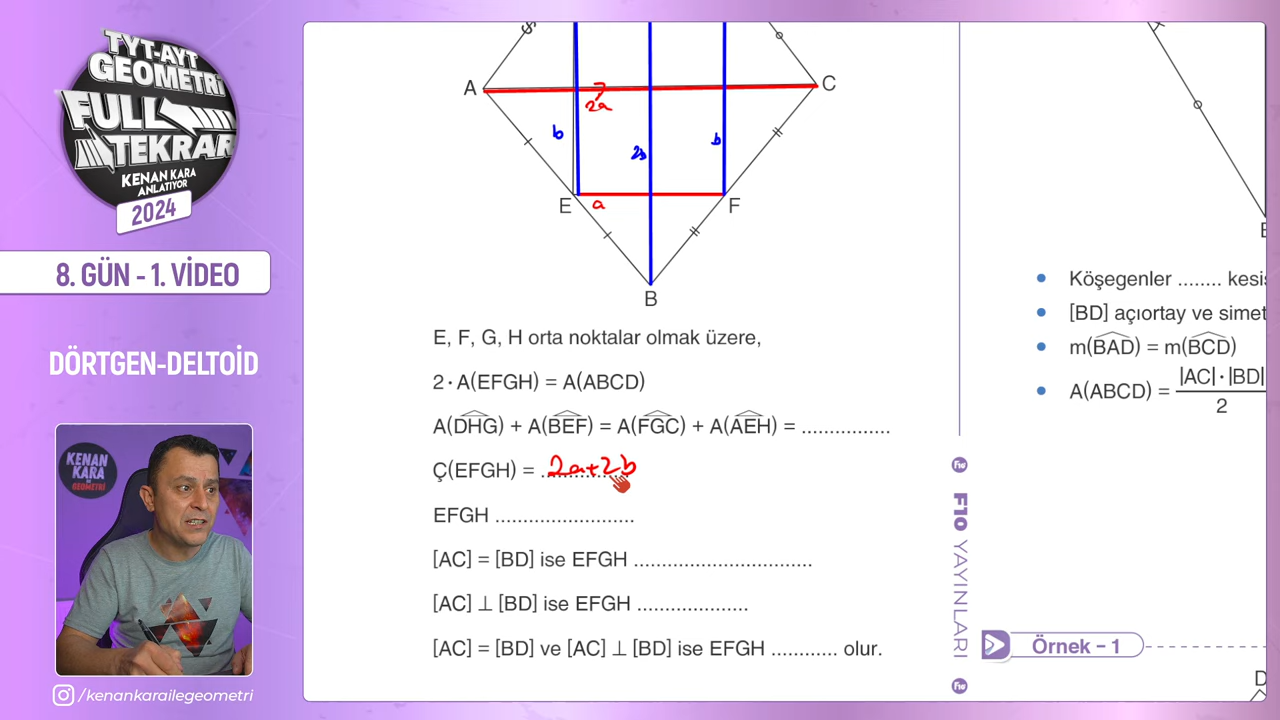 TYT-AYT
GEOMETRİ
FULL
TEKRAR
KENAN KARA
ANLATIYOR
2024
8. GÜN - 1. VİDEO
DÖRTGEN-DELTOİD
KENAN
KARA
İLE
GEOMETRİ
/kenankarailegeometri
A
C
2a
b
2b
b
E
a
F
B
E, F, G, H orta noktalar olmak üzere,
2 · A(EFGH) = A(ABCD)
A(DHG) + A(BEF) = A(FGC) + A(AEH) = ...............
Ç(EFGH) = 2a+2b
EFGH .......................
[AC] = [BD] ise EFGH ..............................
[AC] ⊥ [BD] ise EFGH ...................
[AC] = [BD] ve [AC] ⊥ [BD] ise EFGH ........... olur.
F10 YAYINLARI
• Köşegenler ........ kesis
• [BD] açıortay ve simet
• m(BAD) = m(BCD)
• A(ABCD) = |AC| · |BD| / 2
Örnek – 1
D